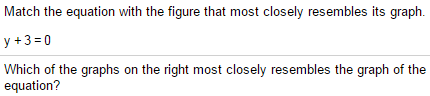 Match the equation with the figure that most closely resembles its graph.
y + 3 = 0
Which of the graphs on the right most closely resembles the graph of the
equation?